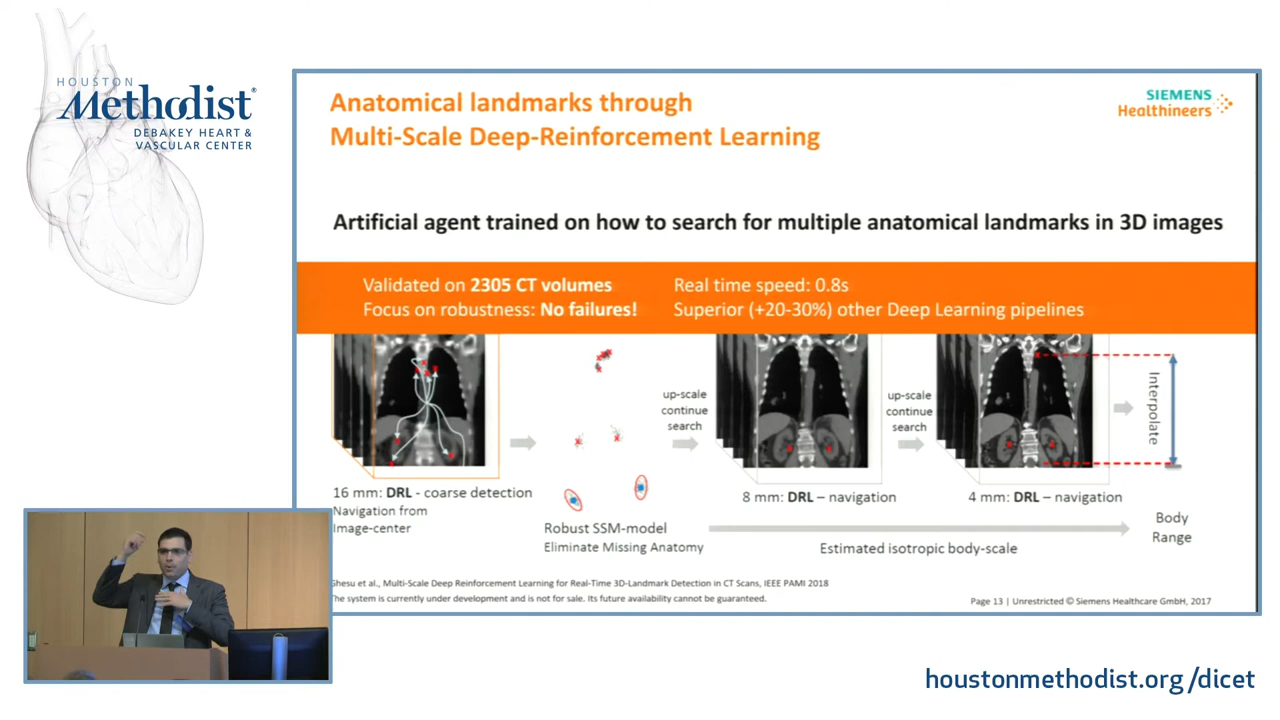 HOUSTON
Methodist®
DEBAKEY HEART &
VASCULAR CENTER
Anatomical landmarks through
Multi-Scale Deep-Reinforcement Learning
SIEMENS
Healthineers
Artificial agent trained on how to search for multiple anatomical landmarks in 3D images
Validated on 2305 CT volumes
Focus on robustness: No failures!
Real time speed: 0.8s
Superior (+20-30%) other Deep Learning pipelines
up-scale
continue
search
up-scale
continue
search
Interpolate
16 mm: DRL - coarse detection
Navigation from
Image-center
Robust SSM-model
Eliminate Missing Anatomy
8 mm: DRL – navigation
4 mm: DRL – navigation
Estimated isotropic body-scale
Body
Range
Ghesu et al., Multi-Scale Deep Reinforcement Learning for Real-Time 3D-Landmark Detection in CT Scans, IEEE PAMI 2018
The system is currently under development and is not for sale. Its future availability cannot be guaranteed.
Page 13 | Unrestricted © Siemens Healthcare GmbH, 2017
houstonmethodist.org/dicet